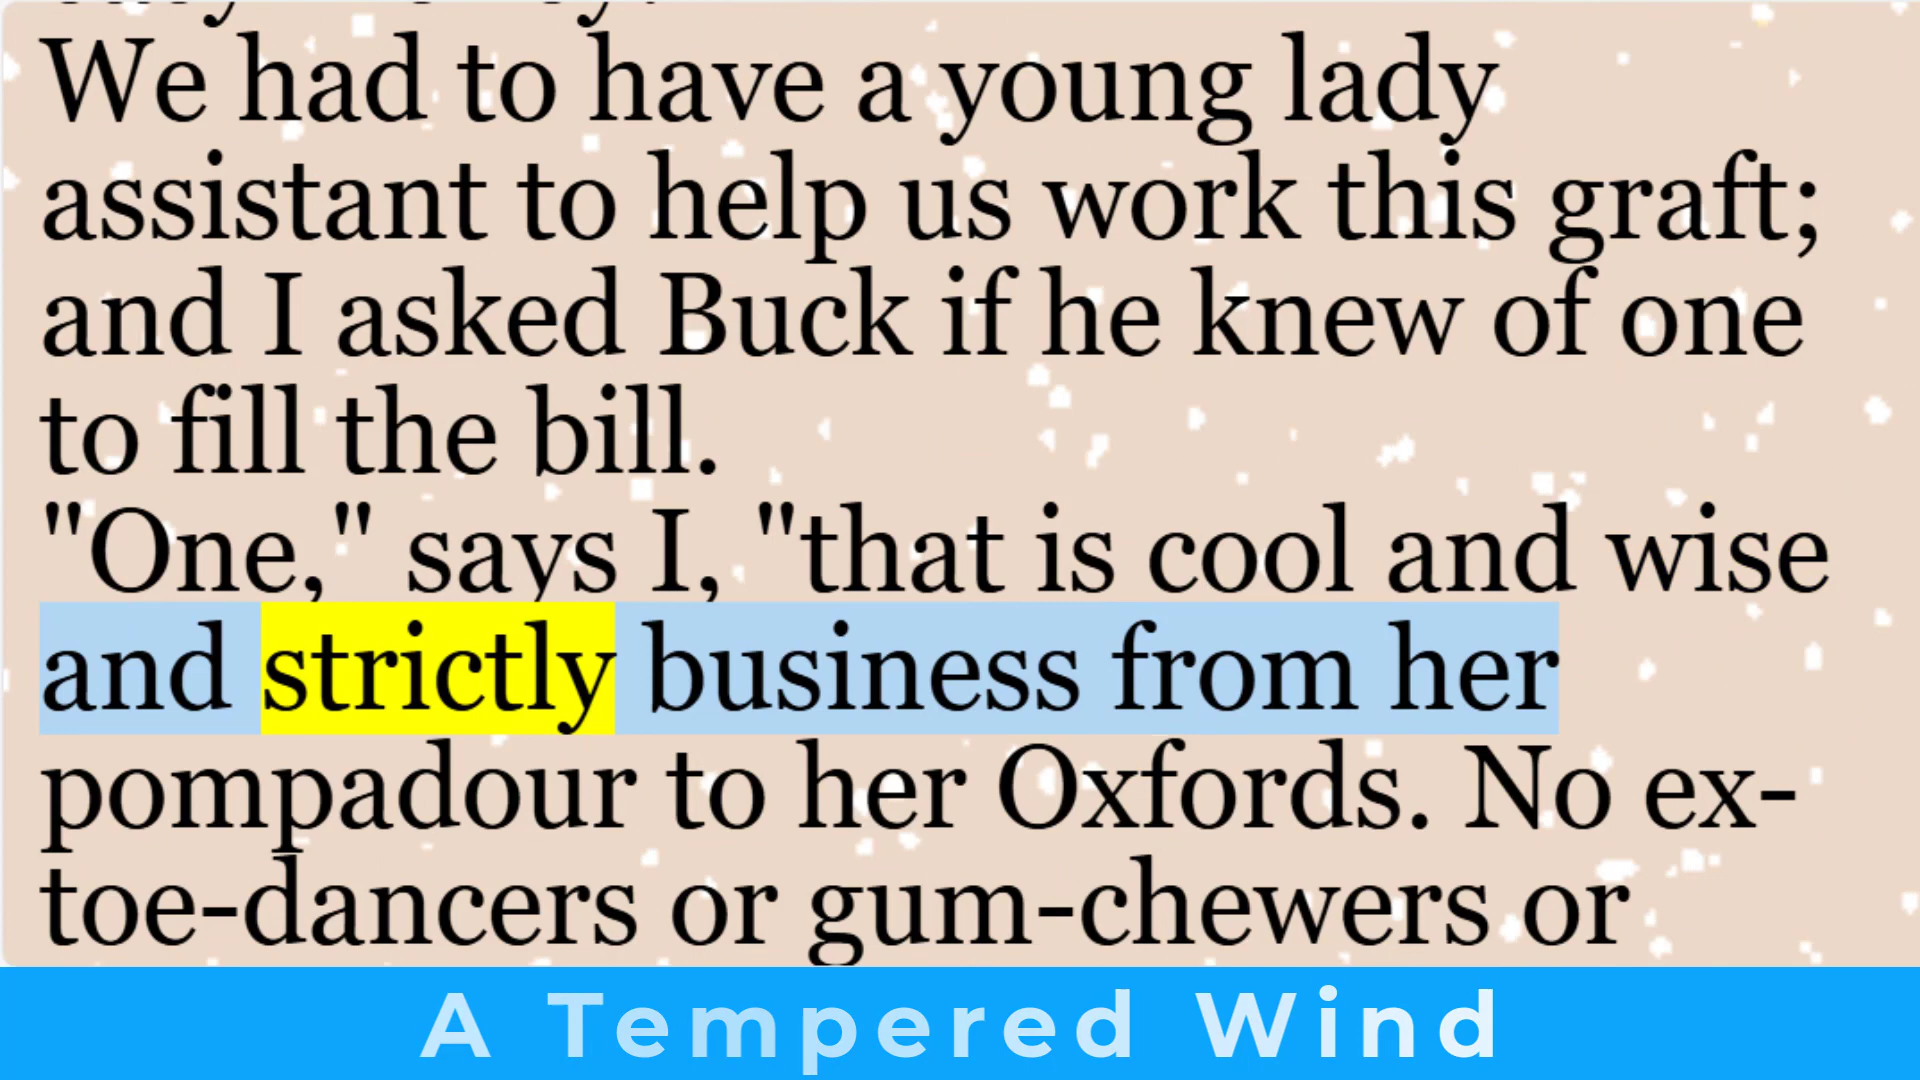 We had to have a young lady
assistant to help us work this graft;
and I asked Buck if he knew of one
to fill the bill.
"One," says I, "that is cool and wise
and strictly business from her
pompadour to her Oxfords. No ex-
toe-dancers or gum-chewers or
A Tempered Wind